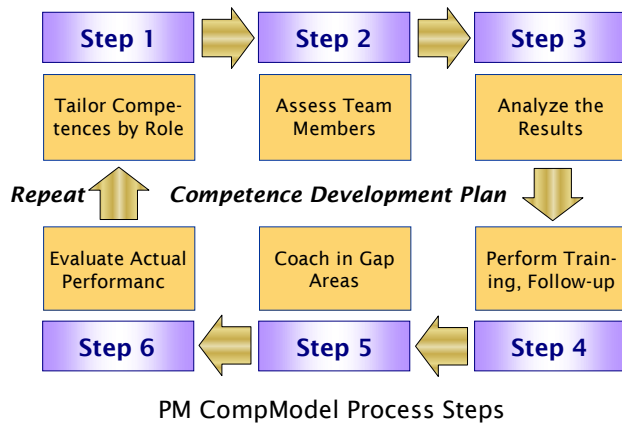 Step 1
Step 2
Step 3
Tailor Compe-
tences by Role
Assess Team
Members
Analyze the
Results
Repeat
Competence Development Plan
Evaluate Actual
Performanc
Coach in Gap
Areas
Perform Train-
ing, Follow-up
Step 6
Step 5
Step 4
PM CompModel Process Steps